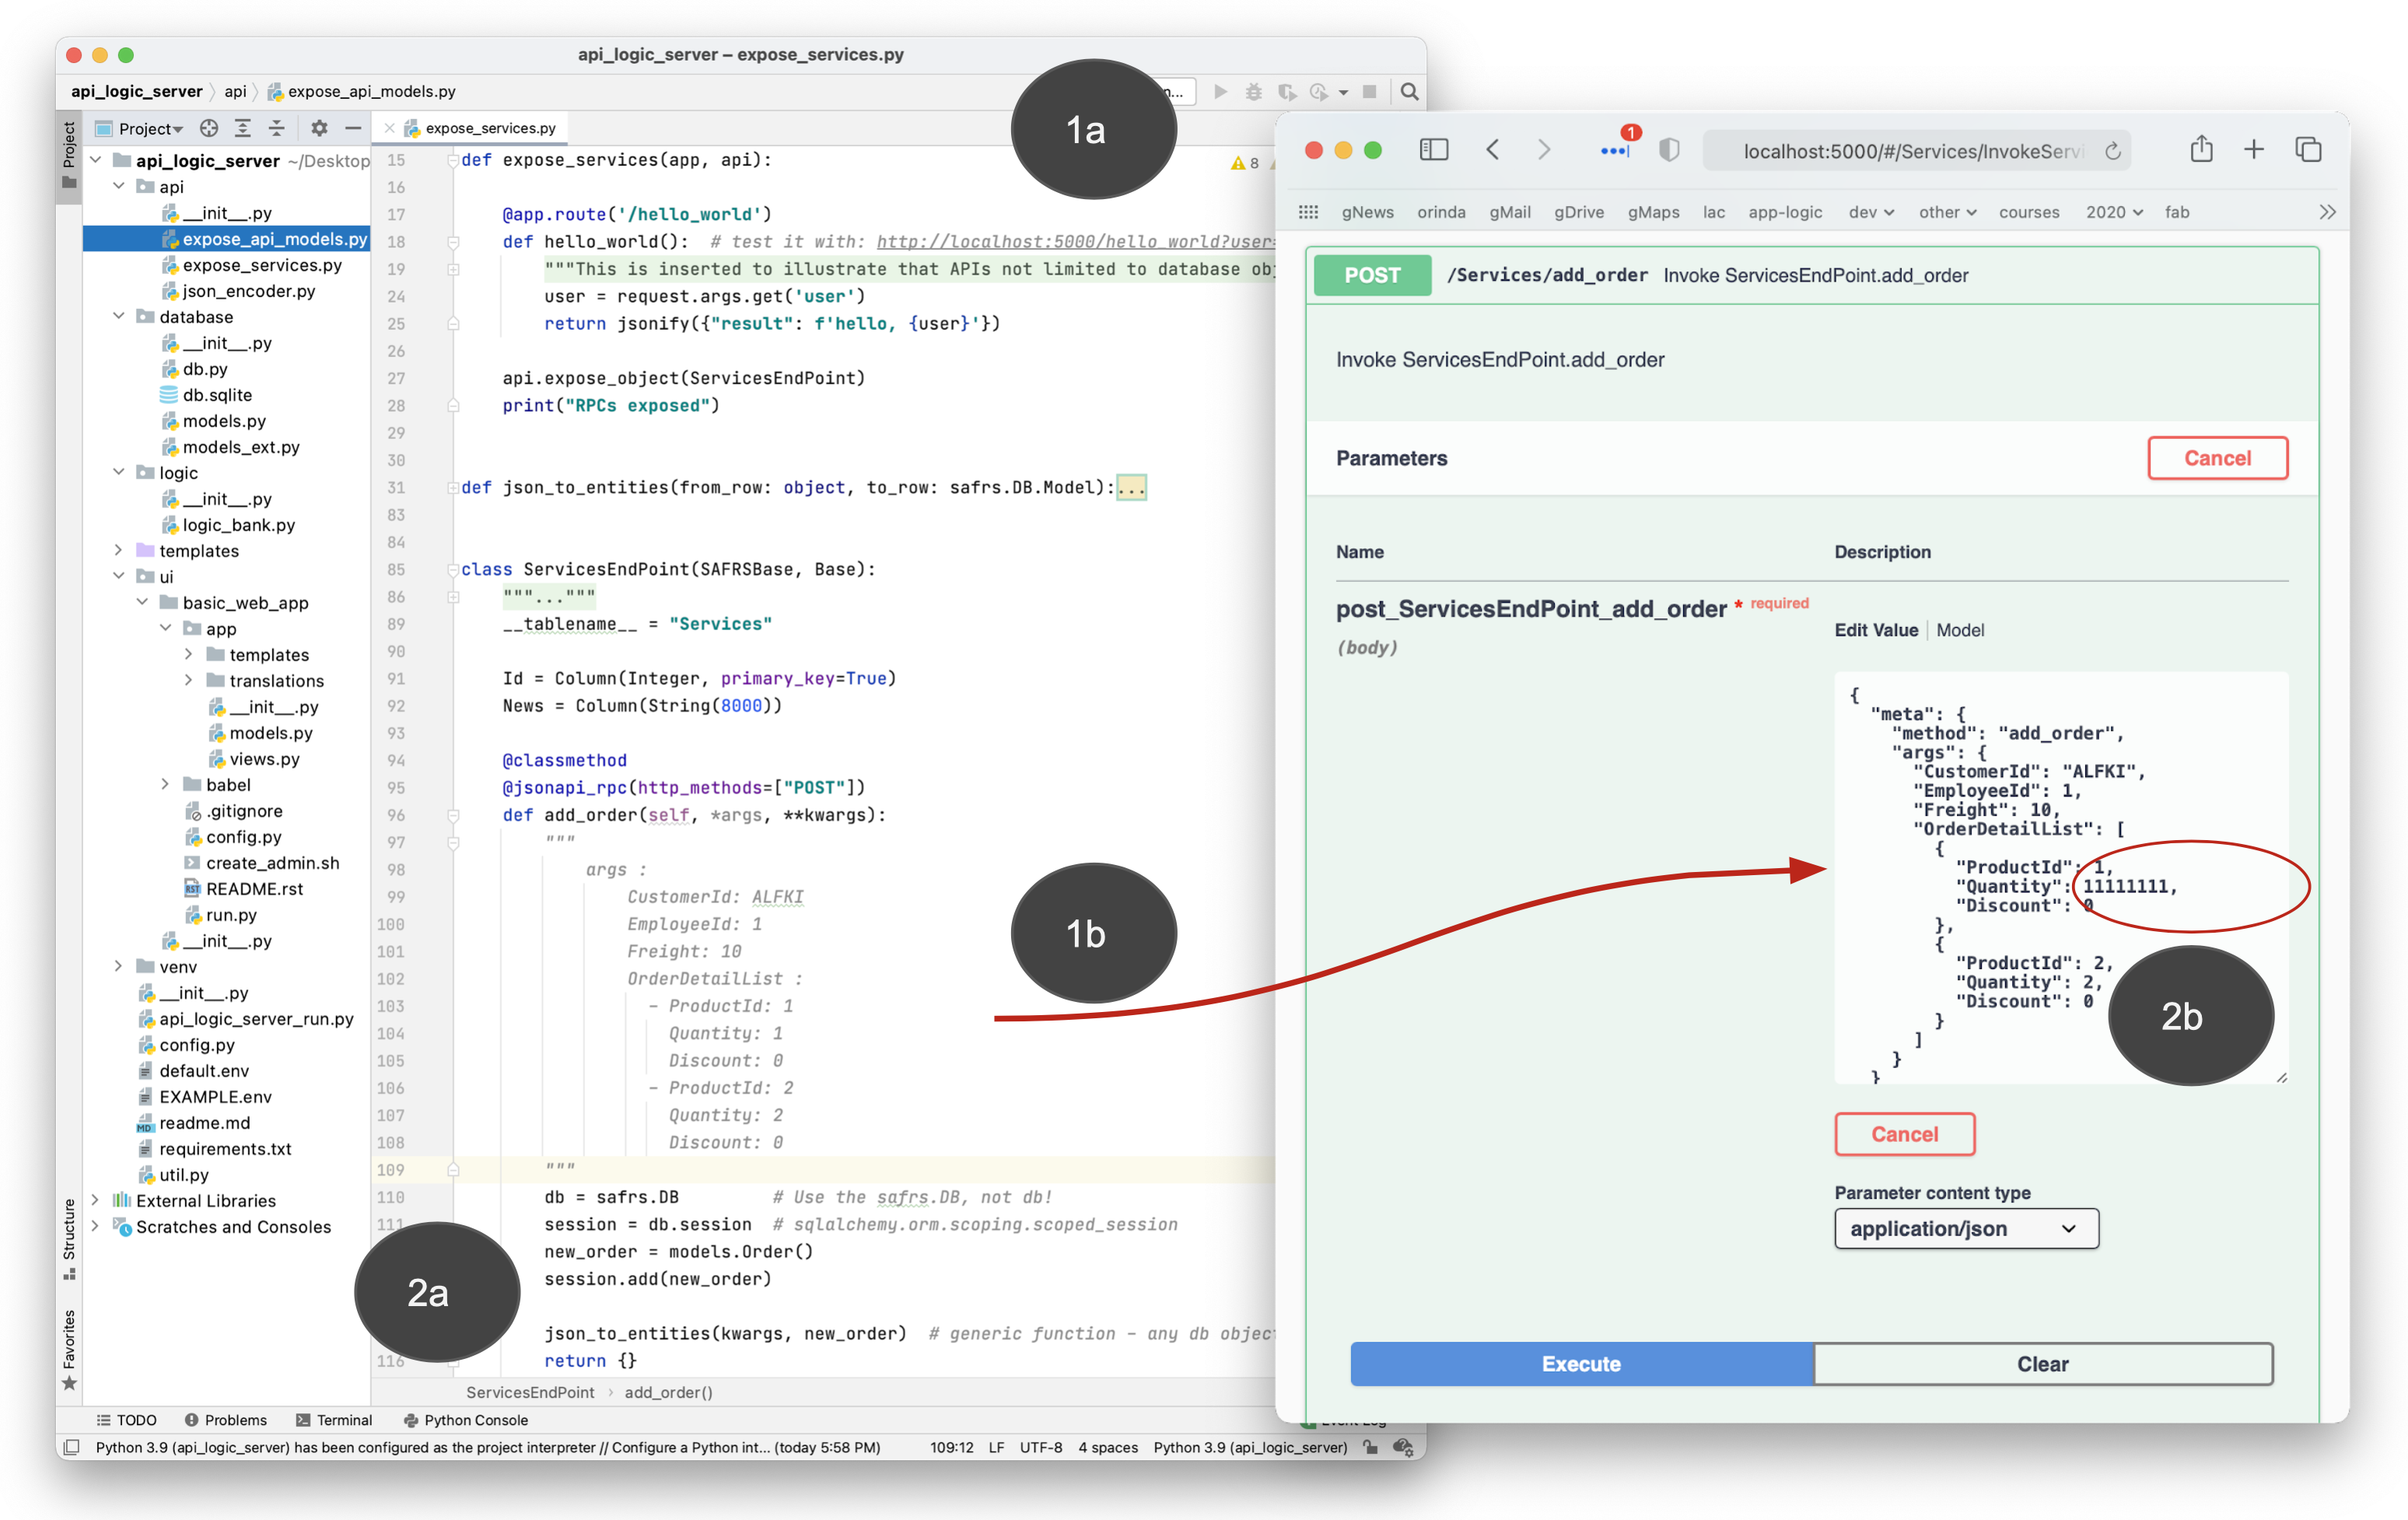 api_logic_server – expose_services.py
api_logic_server 〉 api 〉 expose_api_models.py
n...
1a
Project
Project
expose_services.py
api_logic_server ~/Desktop
api
__init__.py
expose_api_models.py
expose_services.py
json_encoder.py
database
__init__.py
db.py
db.sqlite
models.py
models_ext.py
logic
__init__.py
logic_bank.py
templates
ui
basic_web_app
app
templates
translations
__init__.py
models.py
views.py
babel
.gitignore
config.py
create_admin.sh
README.rst
run.py
__init__.py
venv
__init__.py
api_logic_server_run.py
config.py
default.env
EXAMPLE.env
readme.md
requirements.txt
util.py
External Libraries
Scratches and Consoles
Structure
Favorites
8
15 def expose_services(app, api):
16
17 @app.route('/hello_world')
18 def hello_world():  # test it with: http://localhost:5000/hello_world?user=
19 """This is inserted to illustrate that APIs not limited to database obj
24 user = request.args.get('user')
25 return jsonify({"result": f'hello, {user}'})
26
27 api.expose_object(ServicesEndPoint)
28 print("RPCs exposed")
29
30
31 def json_to_entities(from_row: object, to_row: safrs.DB.Model):...
83
84
85 class ServicesEndPoint(SAFRSBase, Base):
86 """..."""
89 __tablename__ = "Services"
90
91 Id = Column(Integer, primary_key=True)
92 News = Column(String(8000))
93
94 @classmethod
95 @jsonapi_rpc(http_methods=["POST"])
96 def add_order(self, *args, **kwargs):
97 """
98 args :
99 CustomerId: ALFKI
100 EmployeeId: 1
101 Freight: 10
102 OrderDetailList :
103 - ProductId: 1
104 Quantity: 1
105 Discount: 0
106 - ProductId: 2
107 Quantity: 2
108 Discount: 0
109 """
110 db = safrs.DB         # Use the safrs.DB, not db!
111 session = db.session  # sqlalchemy.orm.scoping.scoped_session
new_order = models.Order()
session.add(new_order)
json_to_entities(kwargs, new_order)  # generic function – any db object
116 return {}
1b
2a
ServicesEndPoint › add_order()
TODO Problems Terminal Python Console
Python 3.9 (api_logic_server) has been configured as the project interpreter // Configure a Python int... (today 5:58 PM) 109:12 LF UTF-8 4 spaces Python 3.9 (api_logic_server)
1
localhost:5000/#/Services/InvokeServi
gNews orinda gMail gDrive gMaps lac app-logic dev other courses 2020 fab
POST /Services/add_order Invoke ServicesEndPoint.add_order
Invoke ServicesEndPoint.add_order
Parameters Cancel
Name Description
post_ServicesEndPoint_add_order * required
(body)
Edit Value | Model
{
"meta": {
"method": "add_order",
"args": {
"CustomerId": "ALFKI",
"EmployeeId": 1,
"Freight": 10,
"OrderDetailList": [
{
"ProductId": 1,
"Quantity": 11111111,
"Discount": 0
},
{
"ProductId": 2,
"Quantity": 2,
"Discount": 0
}
]
}
}
2b
Cancel
Parameter content type
application/json
Execute Clear